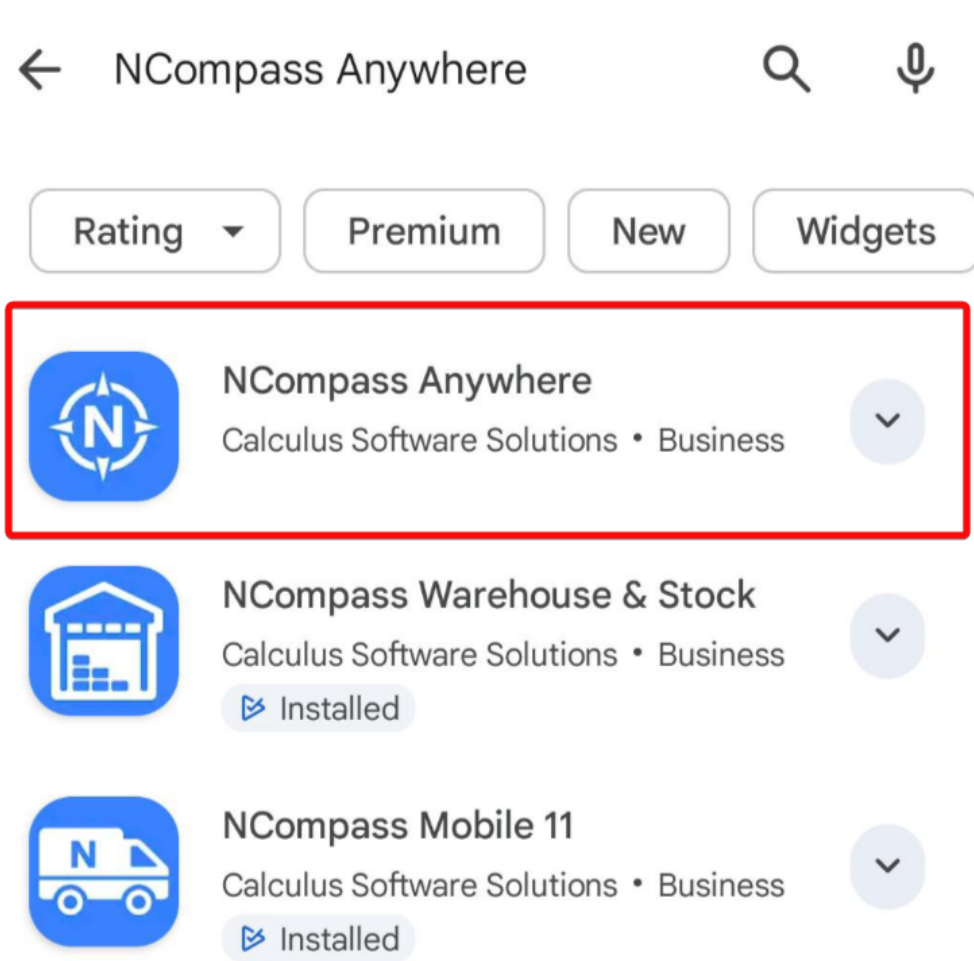 NCompass Anywhere
Rating Premium New Widgets
N
NCompass Anywhere
Calculus Software Solutions • Business
NCompass Warehouse & Stock
Calculus Software Solutions • Business
Installed
N
NCompass Mobile 11
Calculus Software Solutions • Business
Installed